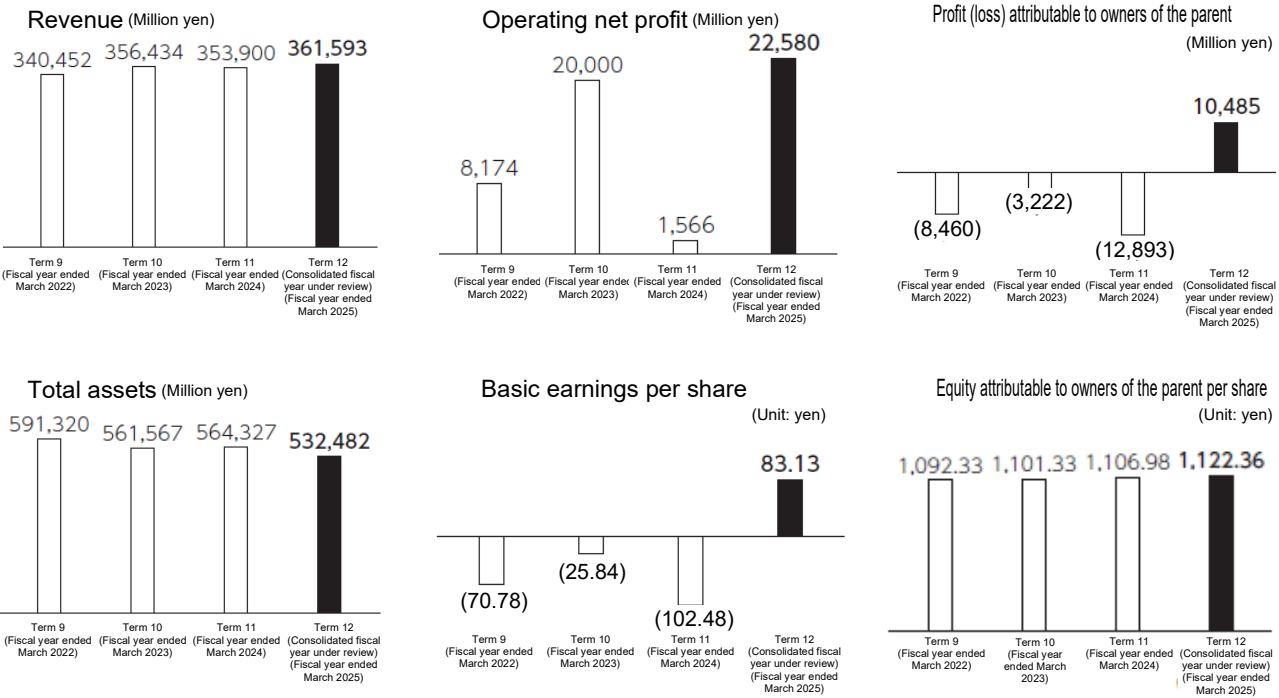 Revenue (Million yen)
340,452
356,434
353,900
361,593
Term 9
(Fiscal year ended
March 2022)
Term 10
(Fiscal year ended
March 2023)
Term 11
(Fiscal year ended
March 2024)
Term 12
(Consolidated fiscal
year under review)
(Fiscal year ended
March 2025)
Operating net profit (Million yen)
8,174
20,000
1,566
22,580
Term 9
(Fiscal year ended
March 2022)
Term 10
(Fiscal year ended
March 2023)
Term 11
(Fiscal year ended
March 2024)
Term 12
(Consolidated fiscal
year under review)
(Fiscal year ended
March 2025)
Profit (loss) attributable to owners of the parent
(Million yen)
(8,460)
(3,222)
(12,893)
10,485
Term 9
(Fiscal year ended
March 2022)
Term 10
(Fiscal year ended
March 2023)
Term 11
(Fiscal year ended
March 2024)
Term 12
(Consolidated fiscal
year under review)
(Fiscal year ended
March 2025)
Total assets (Million yen)
591,320
561,567
564,327
532,482
Term 9
(Fiscal year ended
March 2022)
Term 10
(Fiscal year ended
March 2023)
Term 11
(Fiscal year ended
March 2024)
Term 12
(Consolidated fiscal
year under review)
(Fiscal year ended
March 2025)
Basic earnings per share
(Unit: yen)
(70.78)
(25.84)
(102.48)
83.13
Term 9
(Fiscal year ended
March 2022)
Term 10
(Fiscal year ended
March 2023)
Term 11
(Fiscal year ended
March 2024)
Term 12
(Consolidated fiscal
year under review)
(Fiscal year ended
March 2025)
Equity attributable to owners of the parent per share
(Unit: yen)
1,092.33
1,101.33
1,106.98
1,122.36
Term 9
(Fiscal year ended
March 2022)
Term 10
(Fiscal year
ended March
2023)
Term 11
(Fiscal year ended
March 2024)
Term 12
(Consolidated fiscal
year under review)
(Fiscal year ended
March 2025)